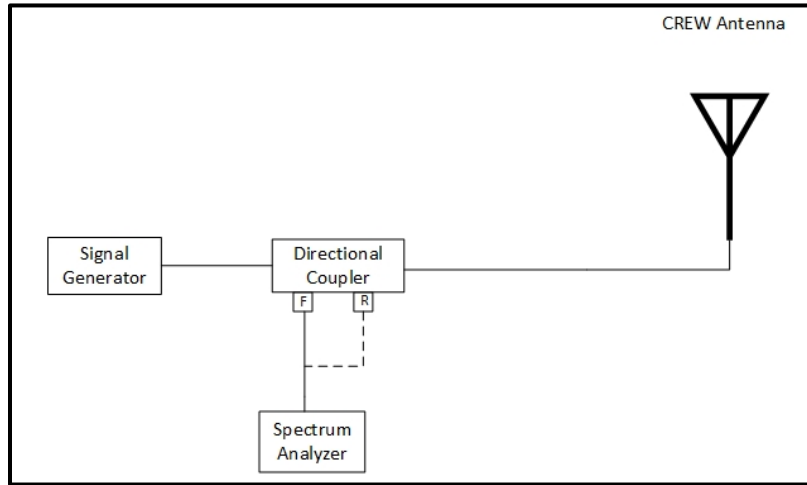 CREW Antenna
Signal
Generator
Directional
Coupler
F
R
Spectrum
Analyzer